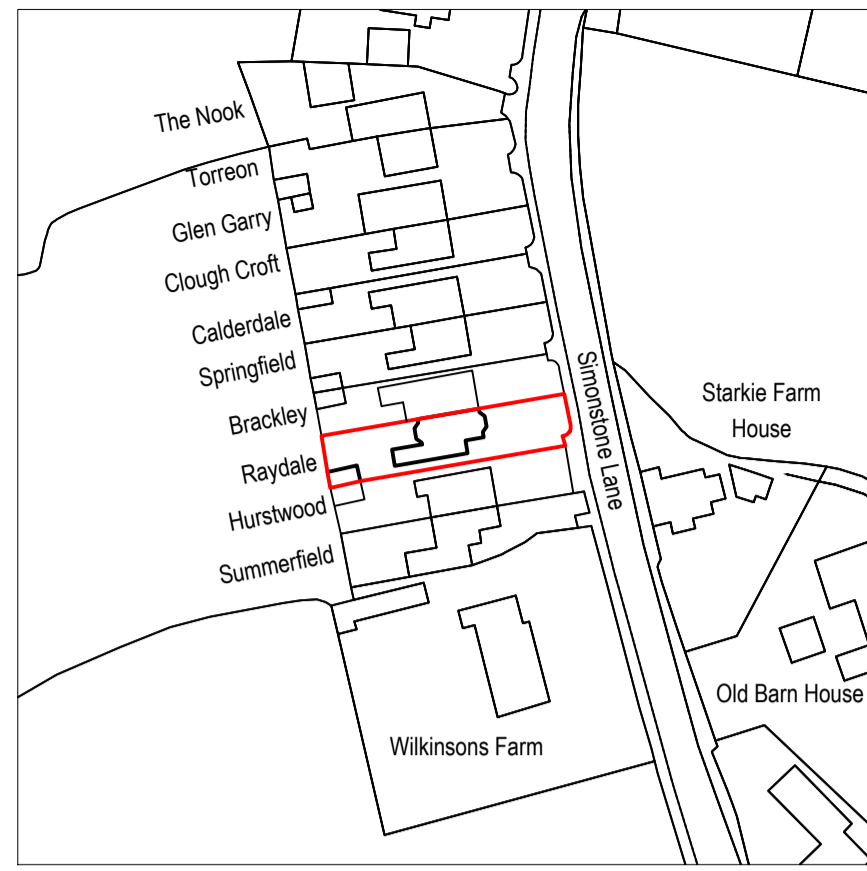 The Nook
Torreon
Glen Garry
Clough Croft
Calderdale
Springfield
Brackley
Raydale
Hurstwood
Summerfield
Simonstone Lane
Starkie Farm
House
Old Barn House
Wilkinsons Farm